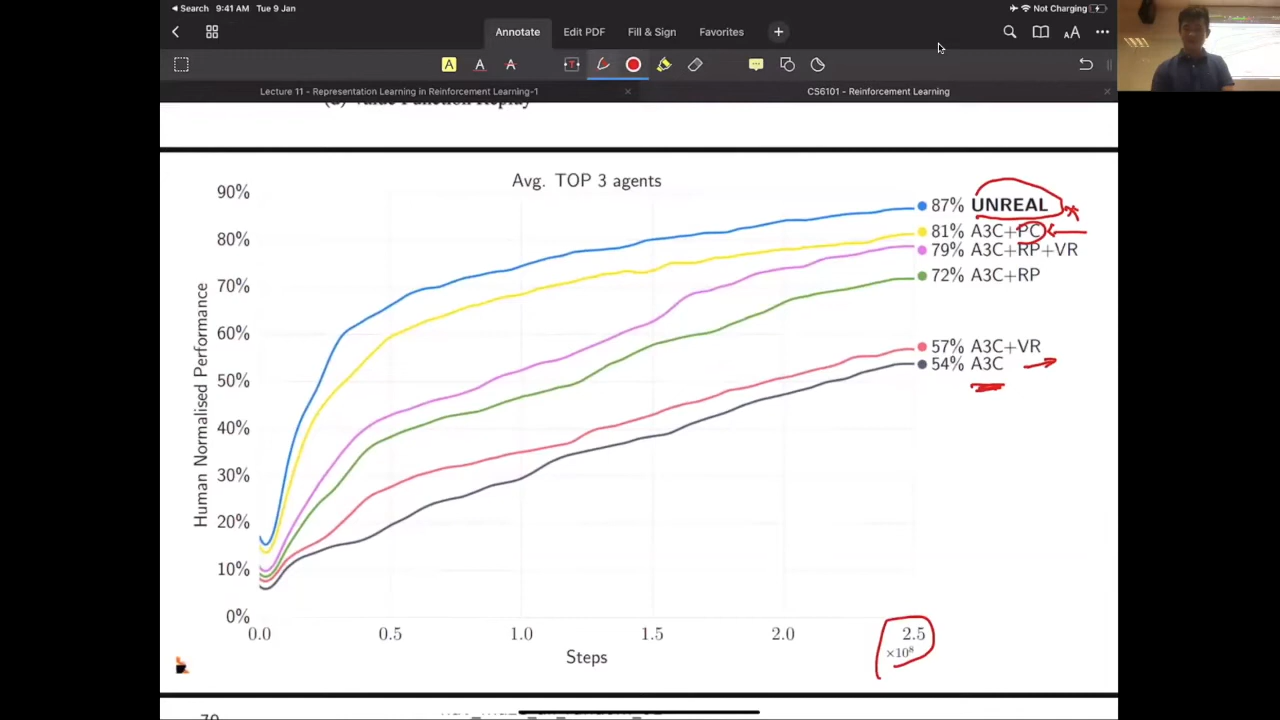 Search 9:41 AM Tue 9 Jan Not Charging
Annotate Edit PDF Fill & Sign Favorites
Lecture 11 - Representation Learning in Reinforcement Learning-1 CS6101 - Reinforcement Learning
(d) Value Function Replay
Avg. TOP 3 agents
Human Normalised Performance
90%
80%
70%
60%
50%
40%
30%
20%
10%
0%
87% UNREAL
81% A3C+PC
79% A3C+RP+VR
72% A3C+RP
57% A3C+VR
54% A3C
0.0 0.5 1.0 1.5 2.0 2.5
×10⁸
Steps